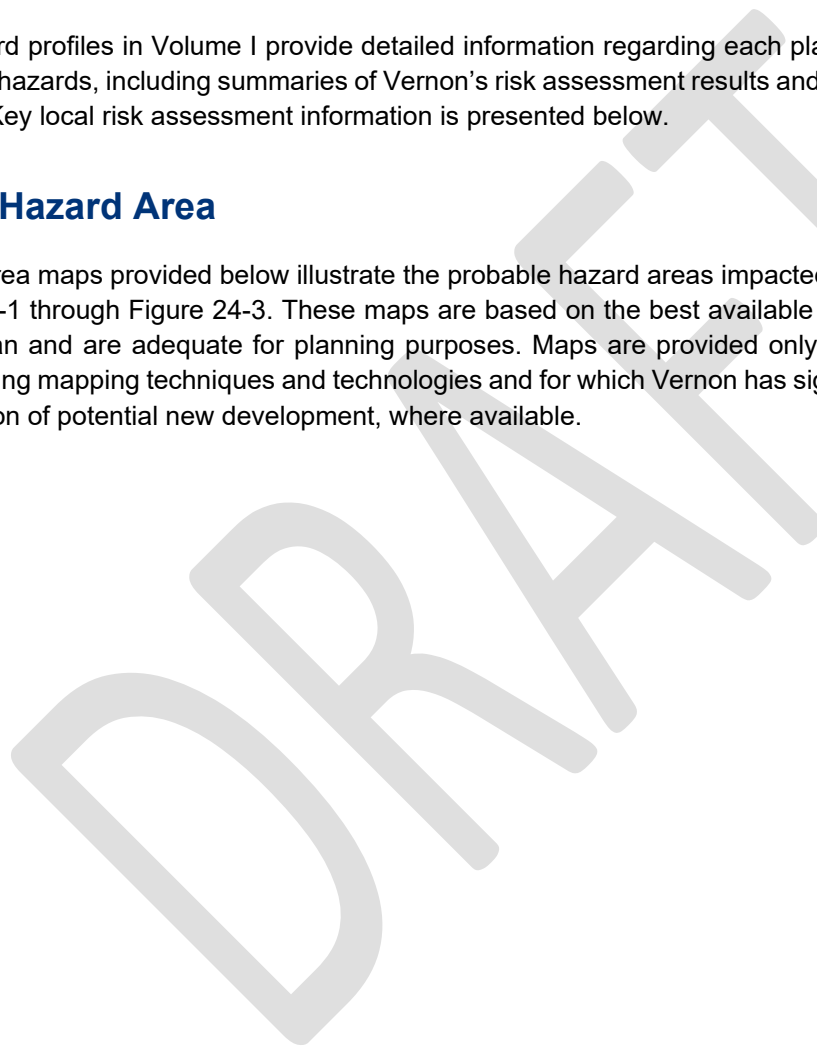 rd profiles in Volume I provide detailed information regarding each pla
hazards, including summaries of Vernon’s risk assessment results and
Key local risk assessment information is presented below.
Hazard Area
rea maps provided below illustrate the probable hazard areas impacted
-1 through Figure 24-3. These maps are based on the best available
an and are adequate for planning purposes. Maps are provided only
ing mapping techniques and technologies and for which Vernon has sig
on of potential new development, where available.
DRAFT